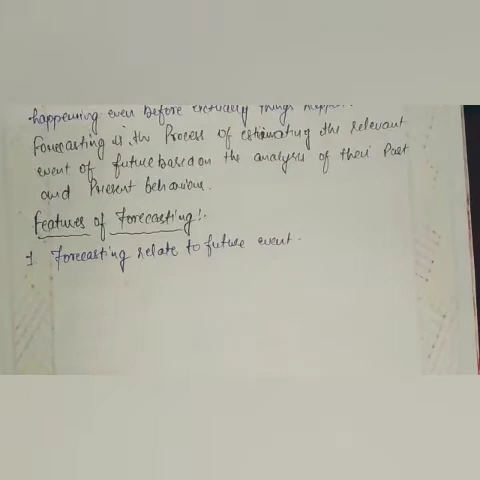 happening even before actually things
Forecasting is the Process of estimating the relevant
event of future based on the analysis of their Past
and Present behaviour.
Features of Forecasting:-
1 Forecasting relate to future event.